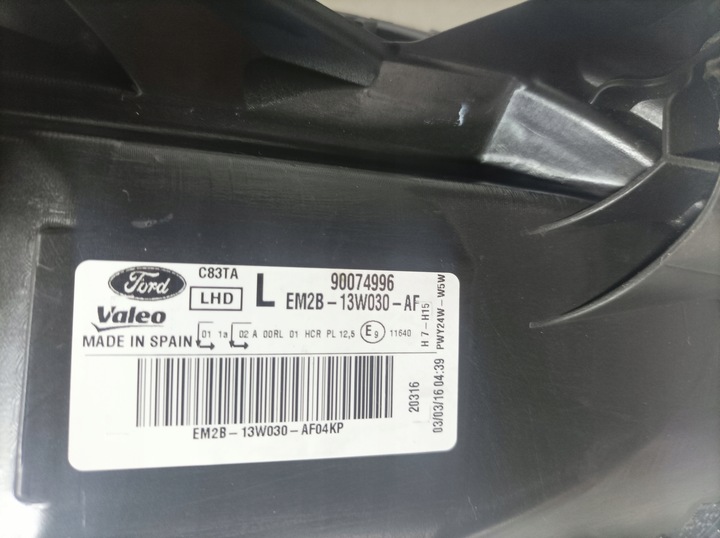 Ford
C83TA
LHD
L
90074996
EM2B-13W030-AF
Valeo
MADE IN SPAIN
01 1a 02 A 00RL 01 HCR PL 12,5 E9 11640
EM2B-13W030-AF04KP
20316
H7-H15
PWY24W-W5W
03/03/16 04:39